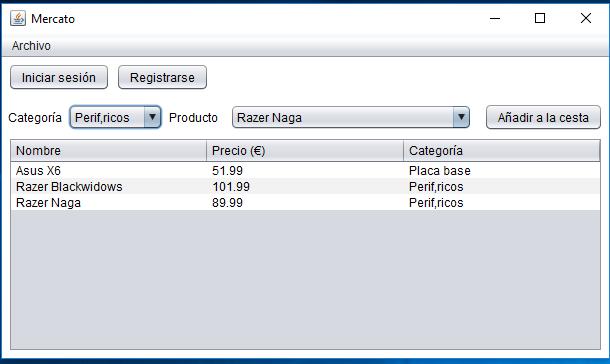 Mercato
Archivo
Iniciar sesión Registrarse
Categoría Perif,ricos Producto Razer Naga Añadir a la cesta
Nombre Precio (€) Categoría
Asus X6 51.99 Placa base
Razer Blackwidows 101.99 Perif,ricos
Razer Naga 89.99 Perif,ricos